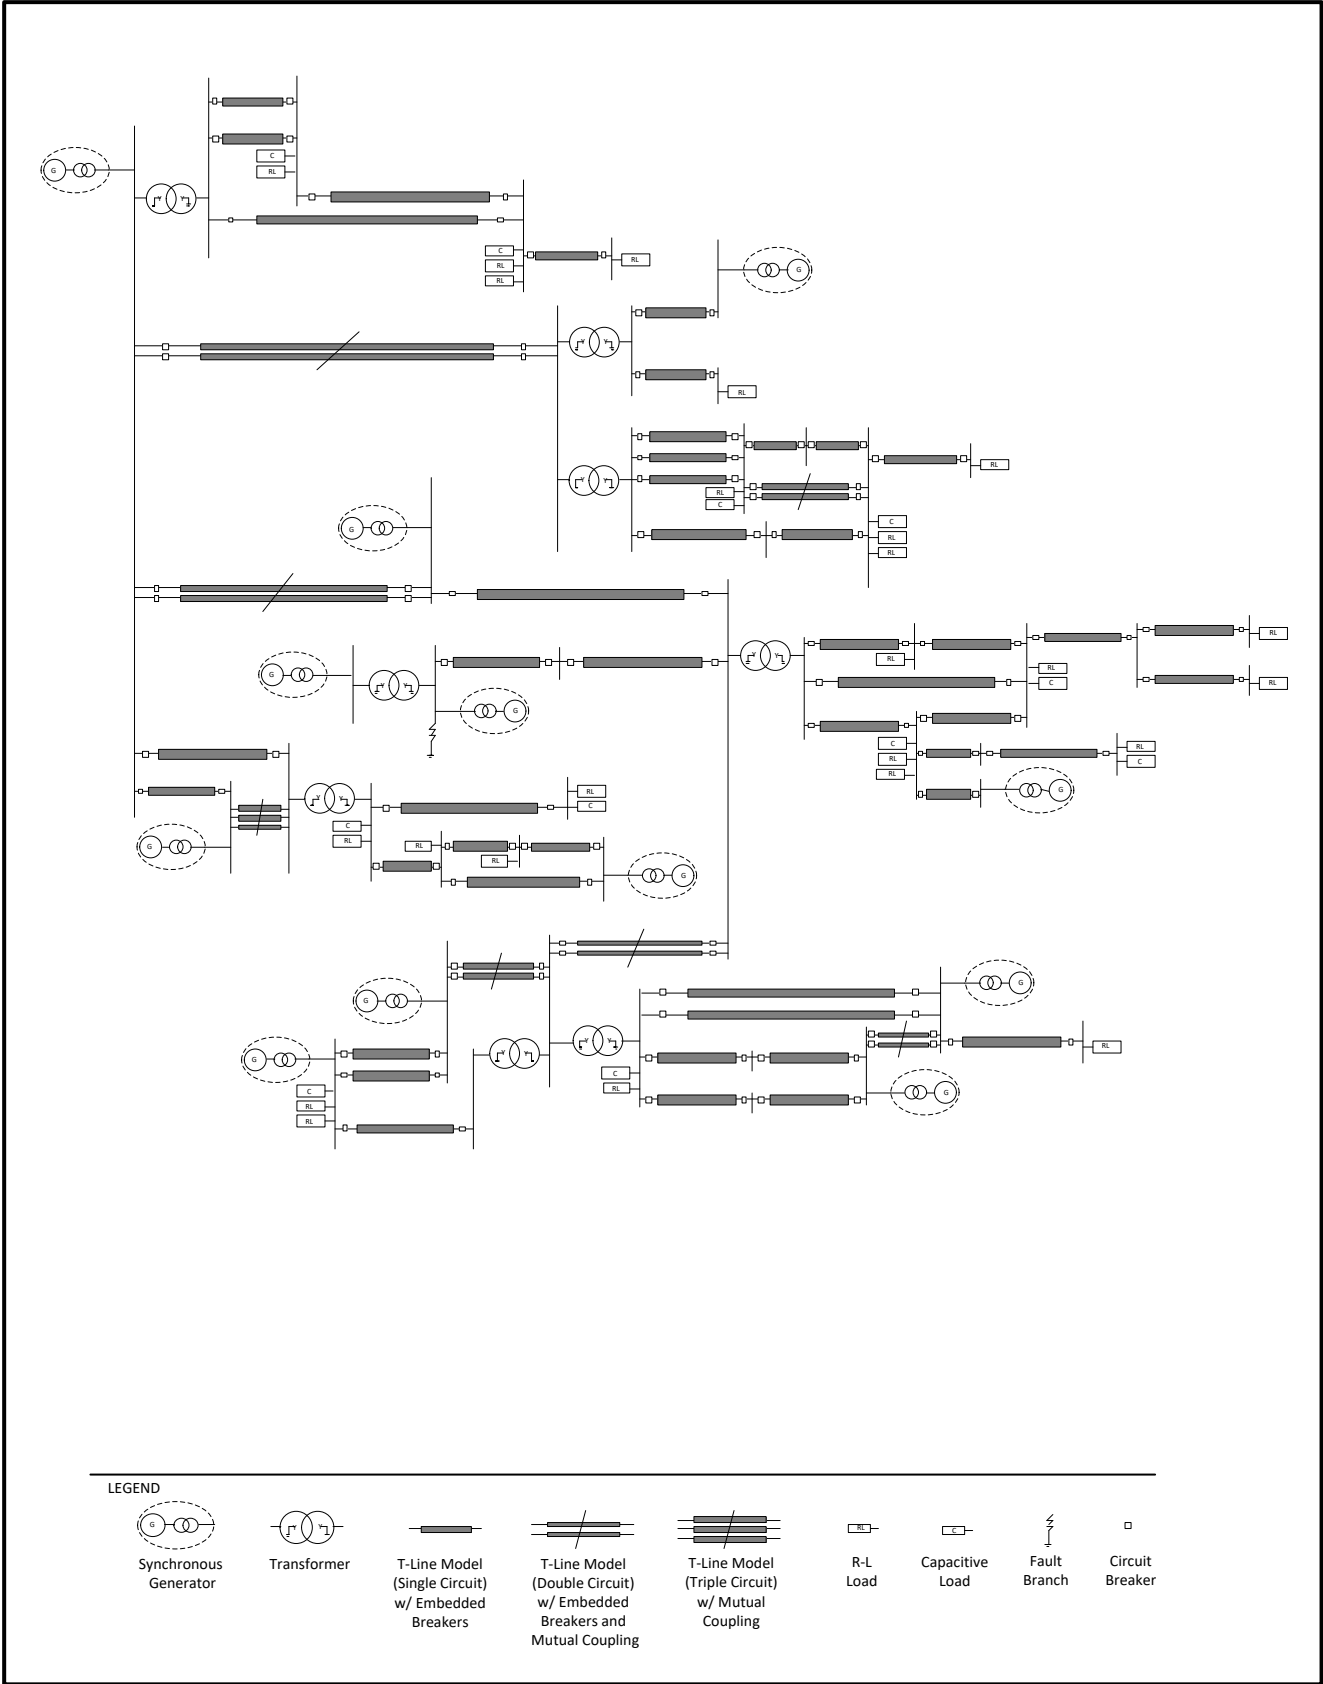 G
C
RL
Y
Y
C
RL
RL
RL
G
Y
Y
RL
RL
Y
Y
RL
C
G
C
RL
RL
RL
RL
Y
Y
RL
RL
C
RL
G
Y
Y
G
C
RL
RL
RL
C
G
Y
Y
RL
C
C
RL
G
RL
RL
G
G
G
Y
Y
Y
Y
G
RL
C
RL
C
RL
RL
G
LEGEND
G
Y
Y
RL
C
Synchronous
Generator
Transformer
T-Line Model
(Single Circuit)
w/ Embedded
Breakers
T-Line Model
(Double Circuit)
w/ Embedded
Breakers and
Mutual Coupling
T-Line Model
(Triple Circuit)
w/ Mutual
Coupling
R-L
Load
Capacitive
Load
Fault
Branch
Circuit
Breaker